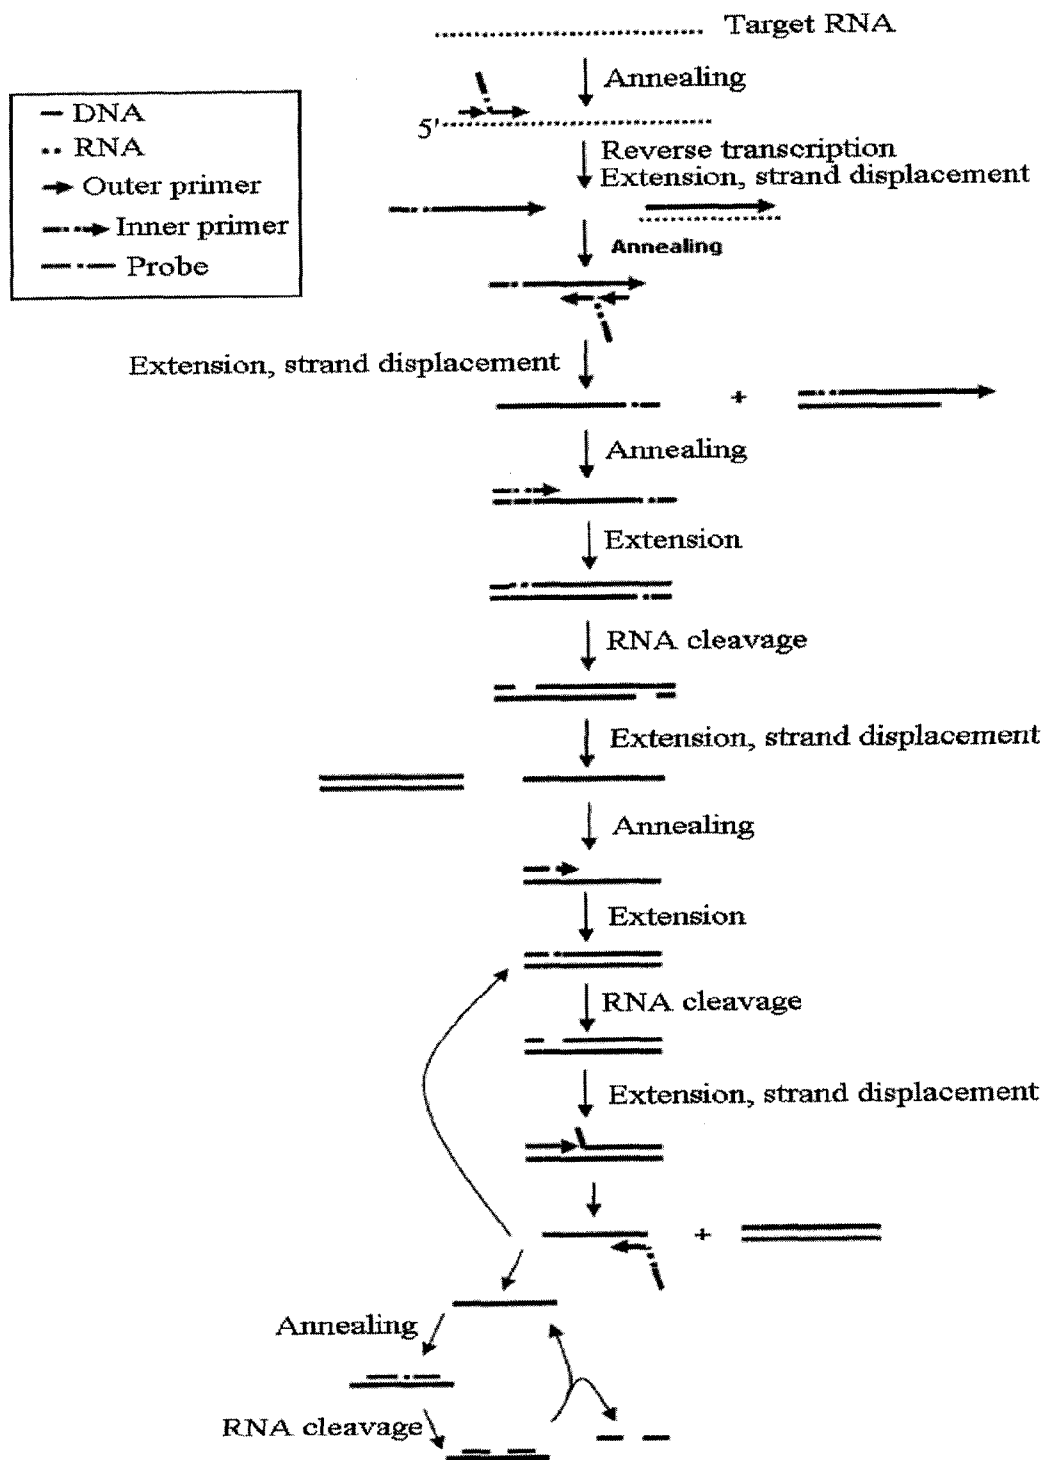 Target RNA
Annealing
DNA
RNA
Outer primer
Inner primer
Probe
5'
Reverse transcription
Extension, strand displacement
Annealing
Extension, strand displacement
+
Annealing
Extension
RNA cleavage
Extension, strand displacement
Annealing
Extension
RNA cleavage
Extension, strand displacement
+
Annealing
RNA cleavage